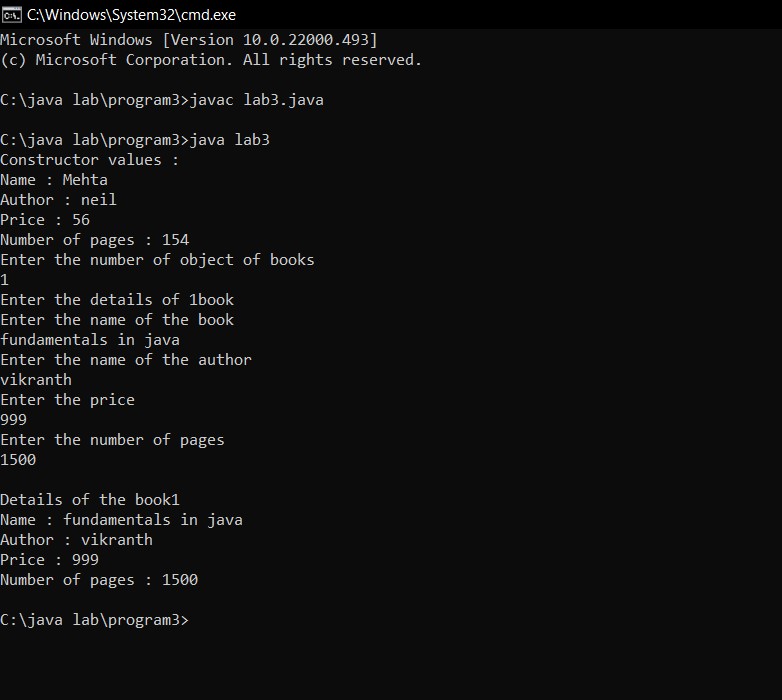 C:\Windows\System32\cmd.exe
Microsoft Windows [Version 10.0.22000.493]
(c) Microsoft Corporation. All rights reserved.
C:\java lab\program3>javac lab3.java
C:\java lab\program3>java lab3
Constructor values :
Name : Mehta
Author : neil
Price : 56
Number of pages : 154
Enter the number of object of books
1
Enter the details of 1book
Enter the name of the book
fundamentals in java
Enter the name of the author
vikranth
Enter the price
999
Enter the number of pages
1500
Details of the book1
Name : fundamentals in java
Author : vikranth
Price : 999
Number of pages : 1500
C:\java lab\program3>